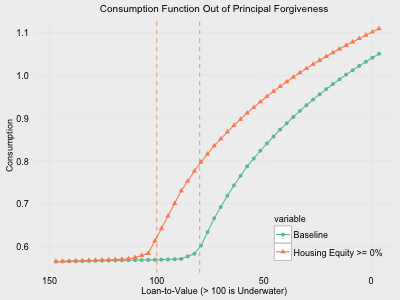 Consumption Function Out of Principal Forgiveness
1.1
1.0
0.9
0.8
0.7
0.6
Consumption
variable
Baseline
Housing Equity >= 0%
150
100
50
0
Loan-to-Value (> 100 is Underwater)